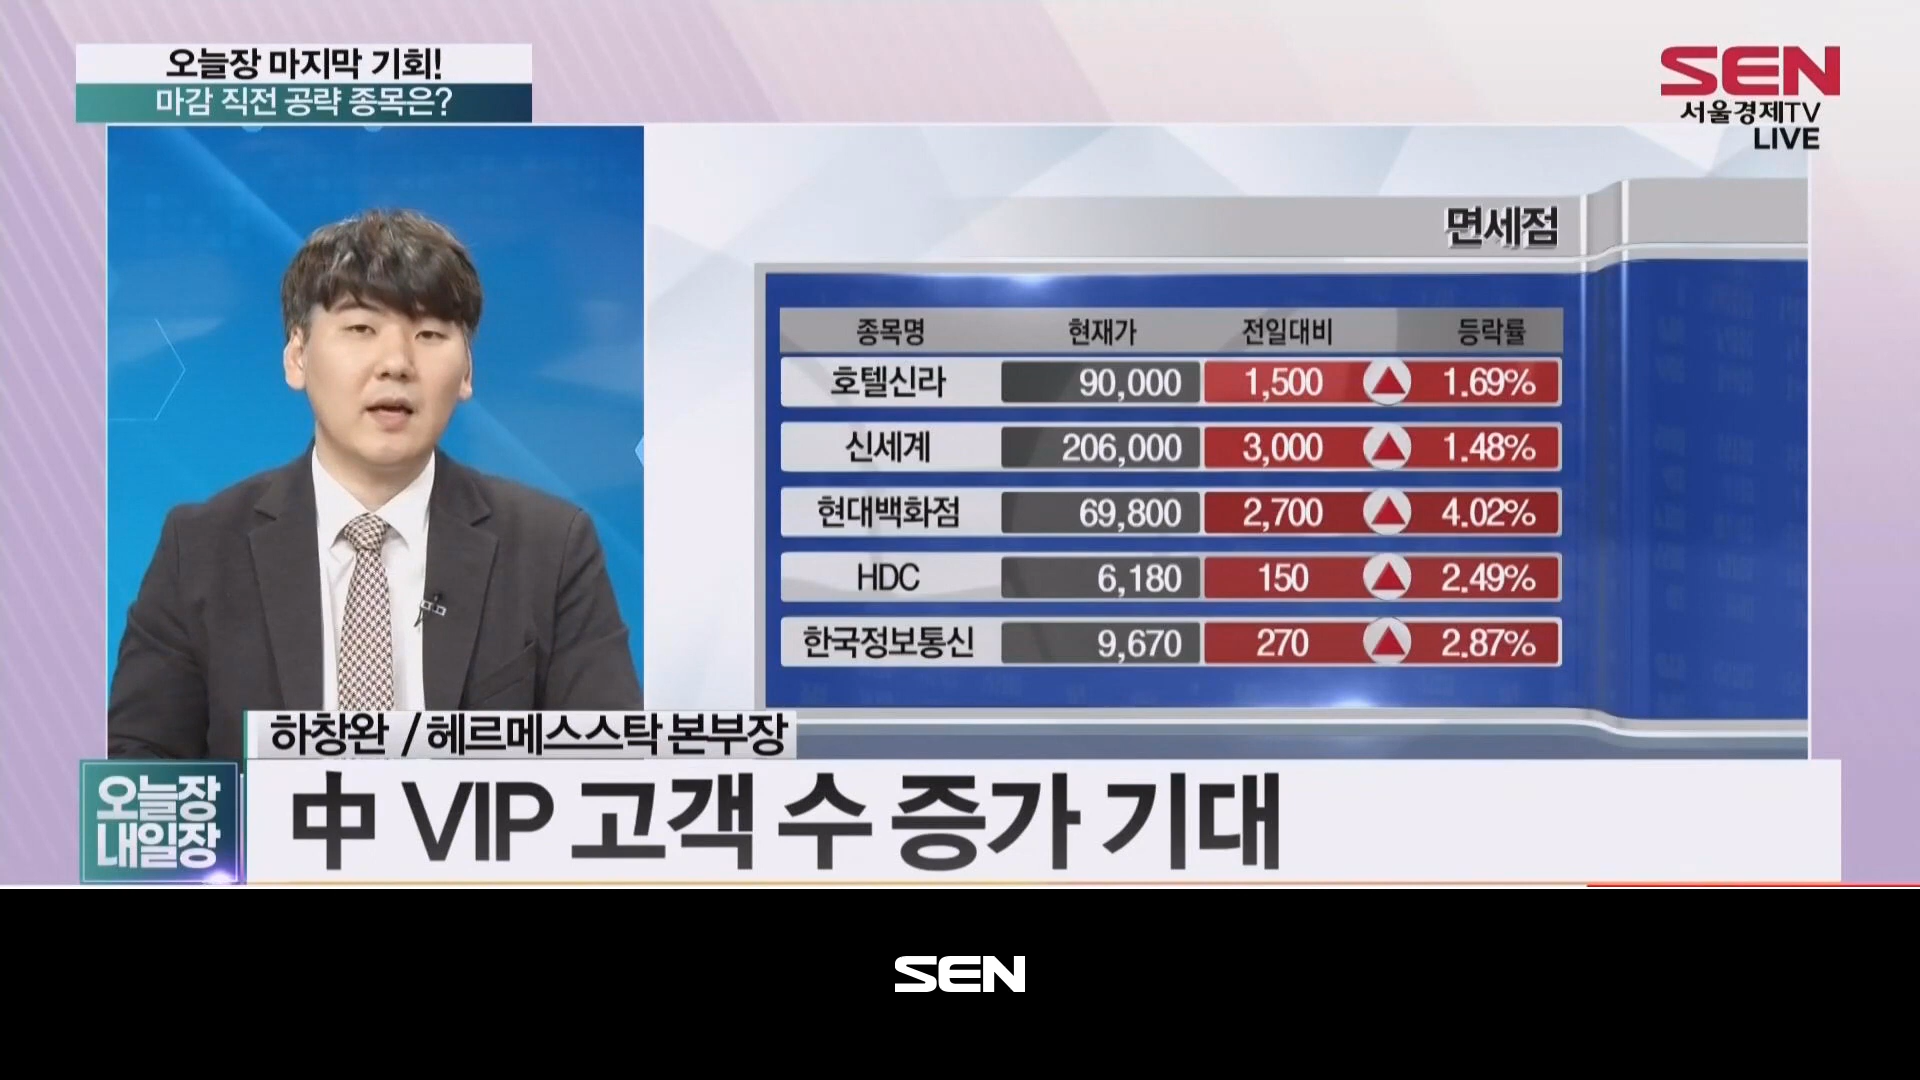 오늘장 마지막 기회!
마감 직전 공략 종목은?
SEN
서울경제TV
LIVE
면세점
종목명 현재가 전일대비 등락률
호텔신라 90,000 1,500 1.69%
신세계 206,000 3,000 1.48%
현대백화점 69,800 2,700 4.02%
HDC 6,180 150 2.49%
한국정보통신 9,670 270 2.87%
하창완 / 헤르메스스탁 본부장
오늘장
내일장
中 VIP 고객 수 증가 기대
SEN